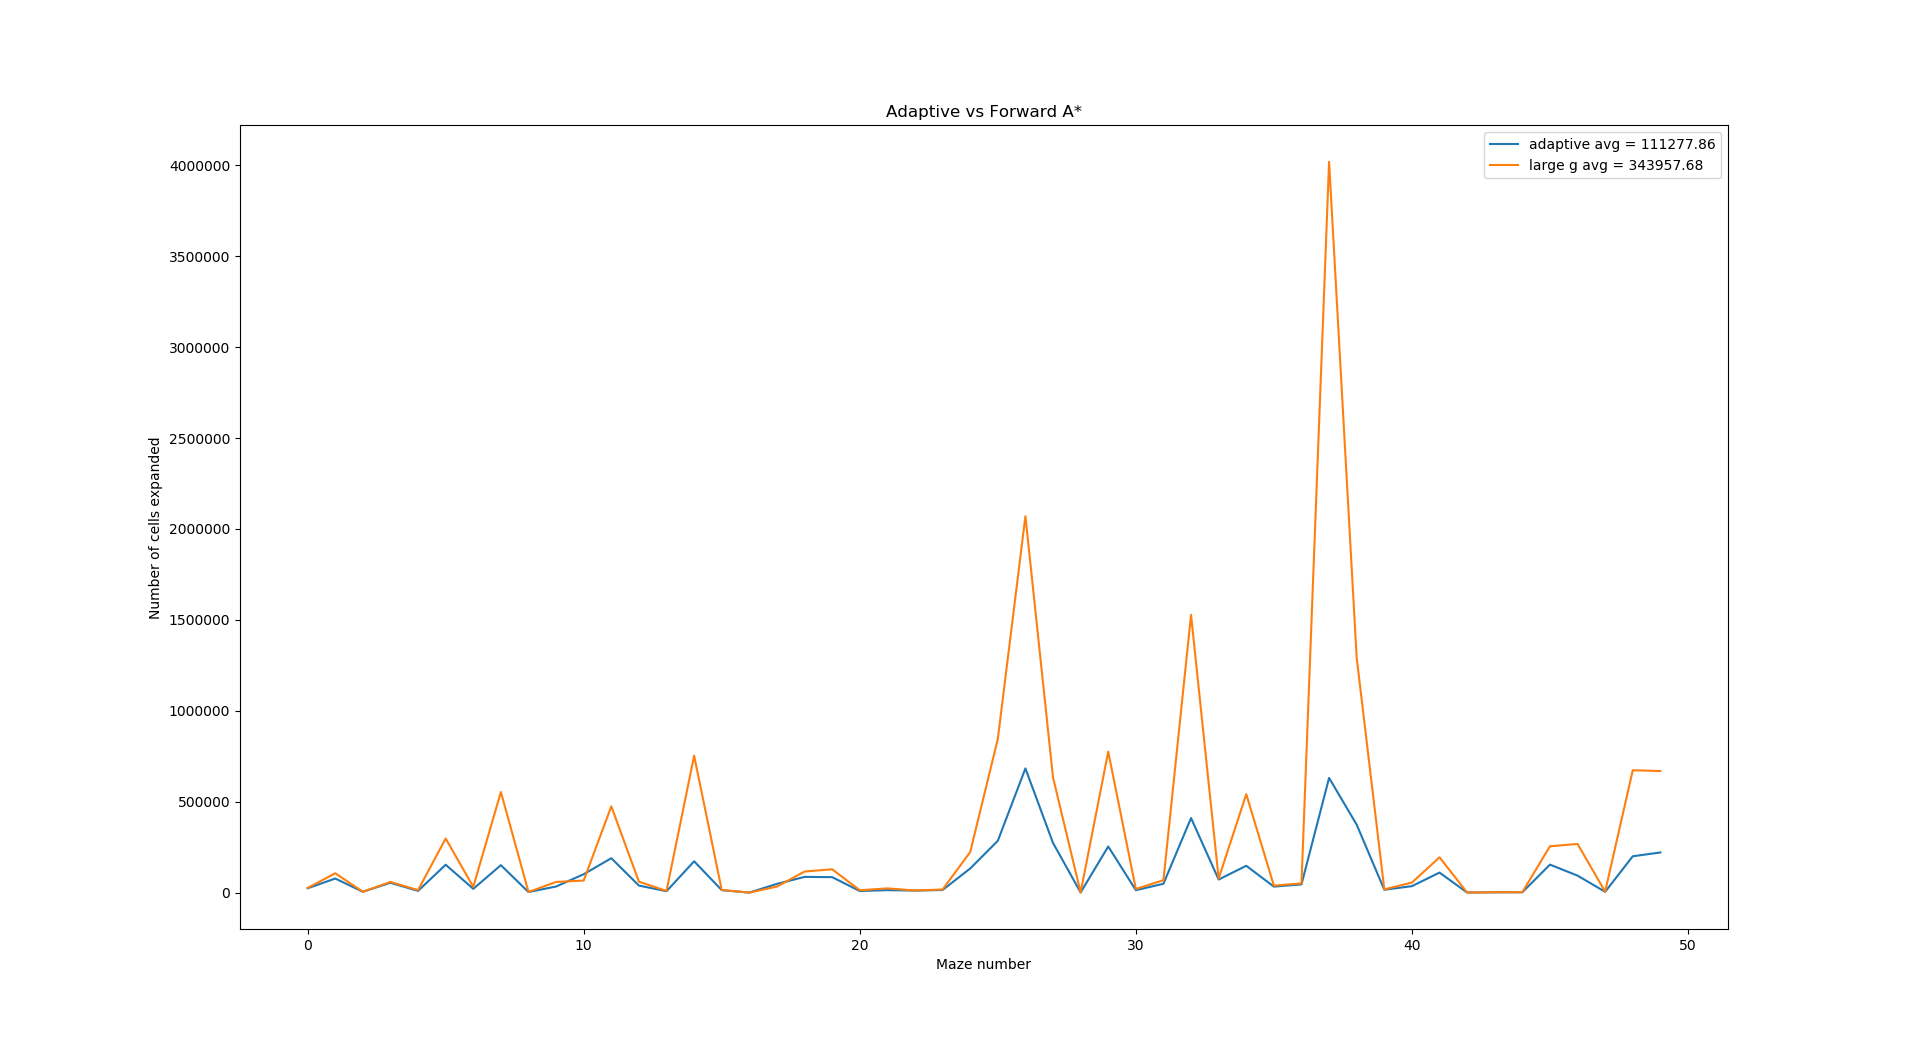 Adaptive vs Forward A*
adaptive avg = 111277.86
large g avg = 343957.68
4000000
3500000
3000000
2500000
2000000
1500000
1000000
500000
0
Number of cells expanded
0 10 20 30 40 50
Maze number